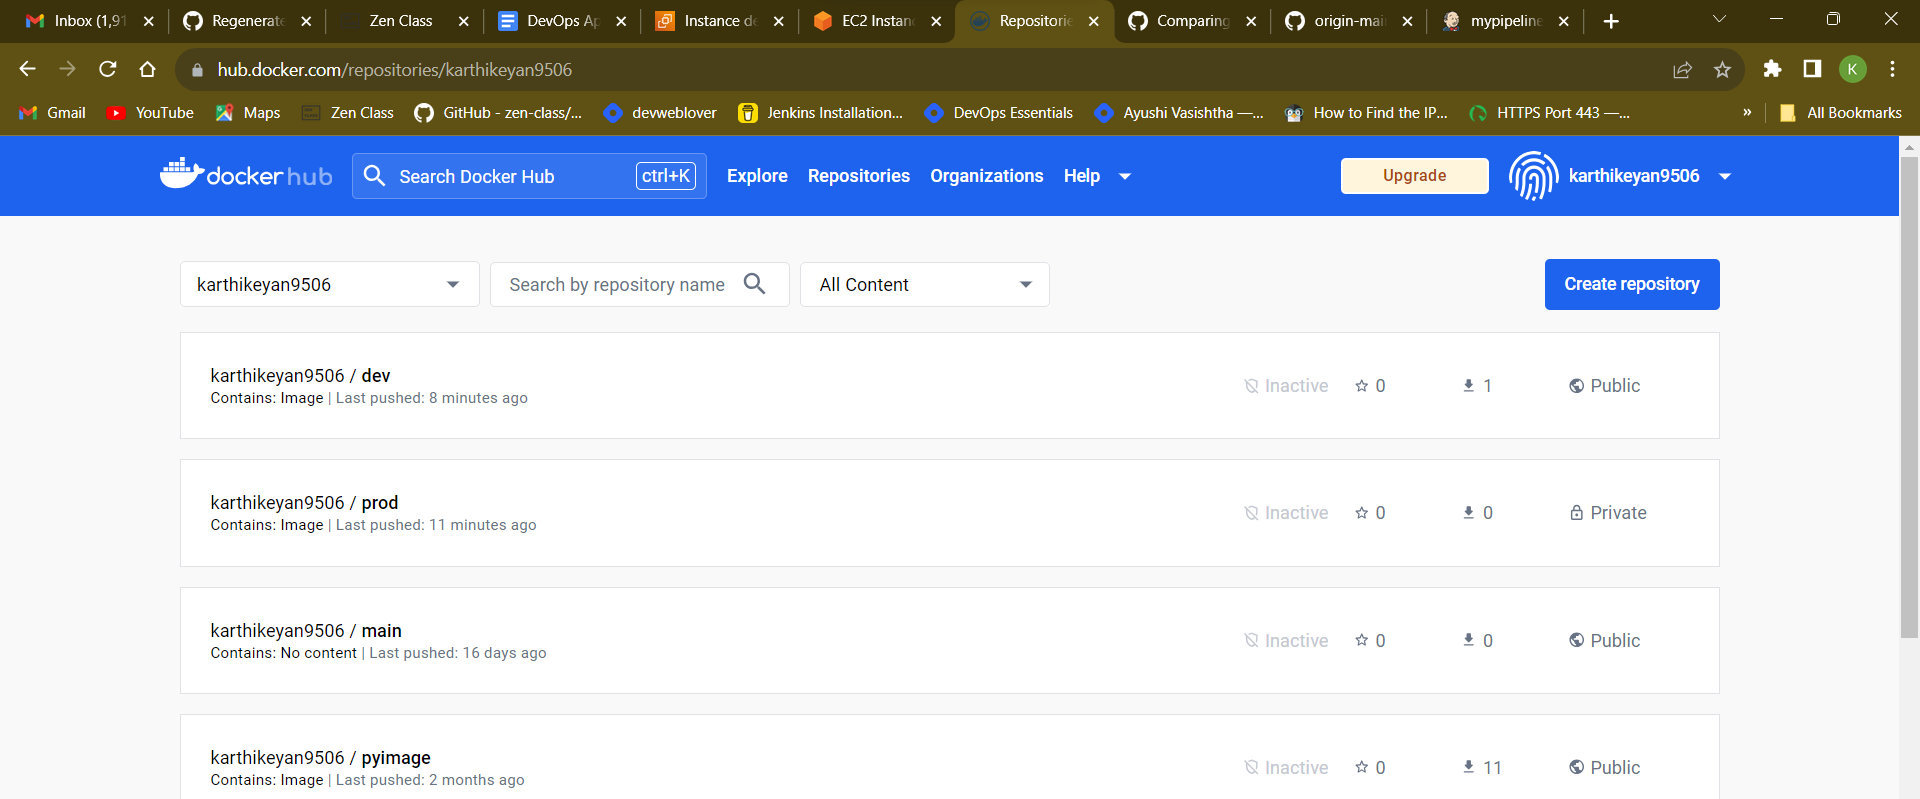 Inbox (1,91
Regenerate
Zen Class
DevOps Ap
Instance de
EC2 Instanc
Repositorie
Comparing
origin-mai
mypipeline
hub.docker.com/repositories/karthikeyan9506
K
Gmail
YouTube
Maps
Zen Class
GitHub - zen-class/...
devweblover
Jenkins Installation...
DevOps Essentials
Ayushi Vasishtha —...
How to Find the IP...
HTTPS Port 443 —...
»
All Bookmarks
docker hub
Search Docker Hub
ctrl+K
Explore
Repositories
Organizations
Help
Upgrade
karthikeyan9506
karthikeyan9506
Search by repository name
All Content
Create repository
karthikeyan9506 / dev
Contains: Image | Last pushed: 8 minutes ago
Inactive
0
1
Public
karthikeyan9506 / prod
Contains: Image | Last pushed: 11 minutes ago
Inactive
0
0
Private
karthikeyan9506 / main
Contains: No content | Last pushed: 16 days ago
Inactive
0
0
Public
karthikeyan9506 / pyimage
Contains: Image | Last pushed: 2 months ago
Inactive
0
11
Public